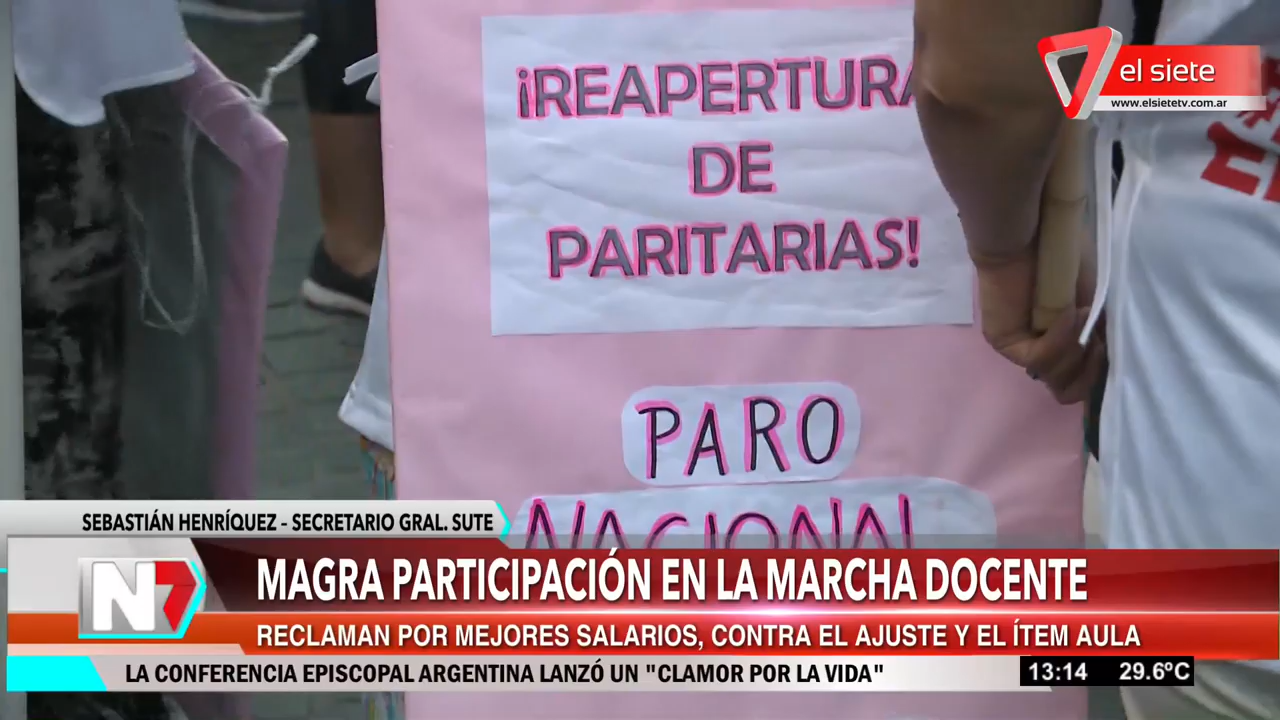 ¡REAPERTURA
DE
PARITARIAS!
PARO
NACIONAL
el siete
www.elsietetv.com.ar
SEBASTIÁN HENRÍQUEZ - SECRETARIO GRAL. SUTE
N7
MAGRA PARTICIPACIÓN EN LA MARCHA DOCENTE
RECLAMAN POR MEJORES SALARIOS, CONTRA EL AJUSTE Y EL ÍTEM AULA
LA CONFERENCIA EPISCOPAL ARGENTINA LANZÓ UN "CLAMOR POR LA VIDA"
13:14 29.6ºC